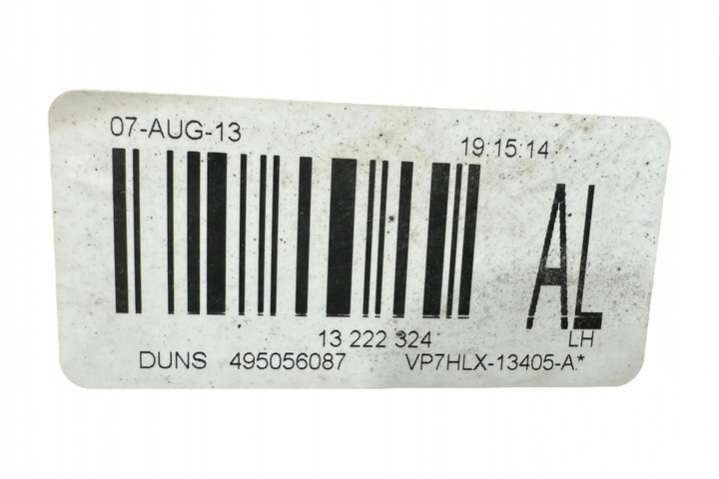 07-AUG-13 19:15:14
AL
13 222 324 LH
DUNS 495056087 VP7HLX-13405-A*